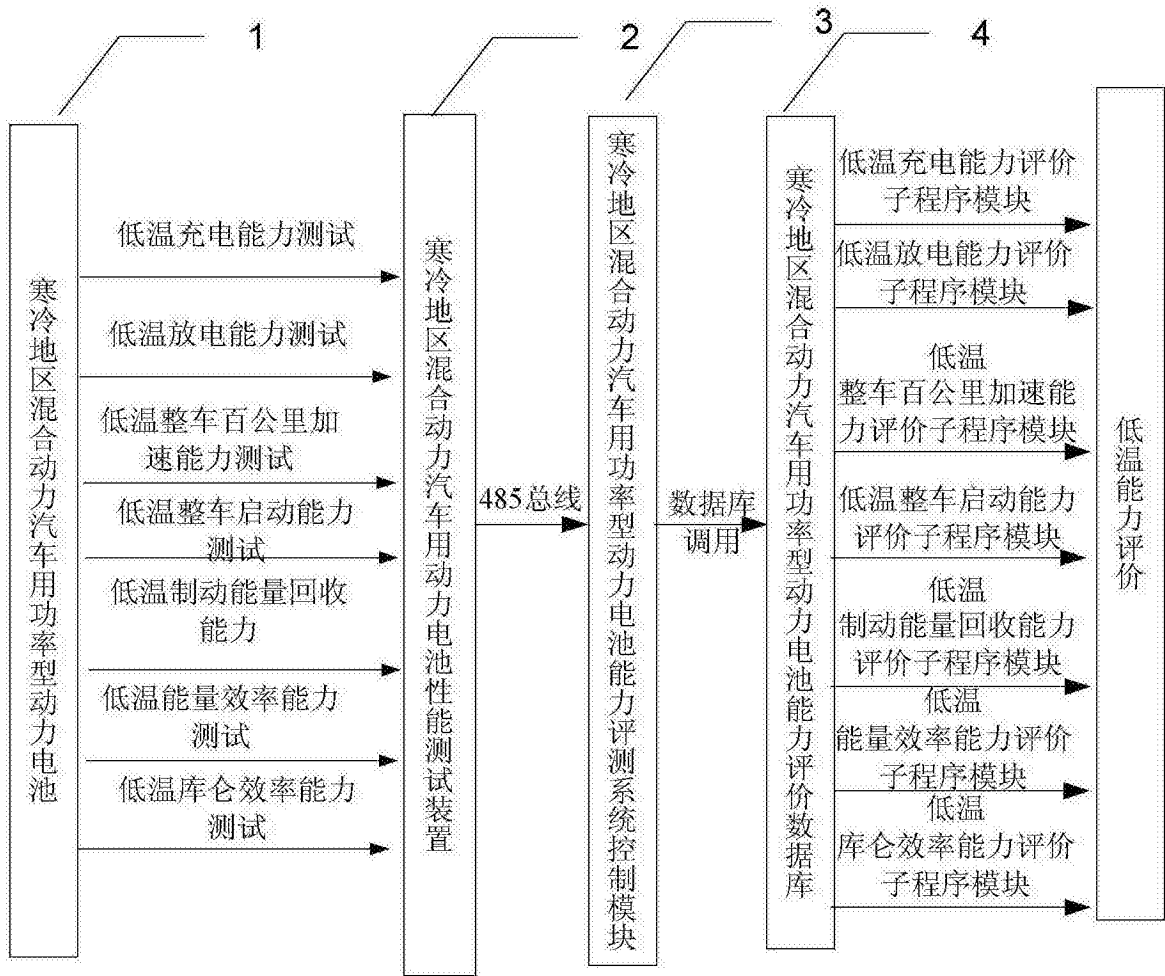 1
2
3
4
寒冷地区混合动力汽车用功率型动力电池
低温充电能力测试
低温放电能力测试
低温整车百公里加
速能力测试
低温整车启动能力
测试
低温制动能量回收
能力
低温能量效率能力
测试
低温库仑效率能力
测试
寒冷地区混合动力汽车用动力电池性能测试装置
485总线
寒冷地区混合动力汽车用功率型动力电池能力评测系统控制模块
数据库
调用
寒冷地区混合动力汽车用功率型动力电池能力评价数据库
低温充电能力评价
子程序模块
低温放电能力评价
子程序模块
低温
整车百公里加速能
力评价子程序模块
低温整车启动能力
评价子程序模块
低温
制动能量回收能力
评价子程序模块
低温
能量效率能力评价
子程序模块
低温
库仑效率能力评价
子程序模块
低温能力评价